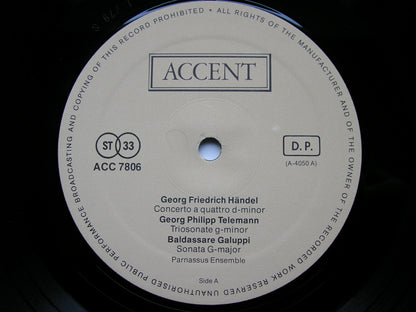 ALL RIGHTS OF THE MANUFACTURER AND OF THE OWNER OF THE RECORDED WORK RESERVED UNAUTHORISED PUBLIC PERFORMANCE BROADCASTING AND COPYING OF THIS RECORD PROHIBITED •
ACCENT
ST 33
ACC 7806
D.P.
(A-4050 A)
Georg Friedrich Händel
Concerto a quattro d-minor
Georg Philipp Telemann
Triosonate g-minor
Baldassare Galuppi
Sonata G-major
Parnassus Ensemble
Side A